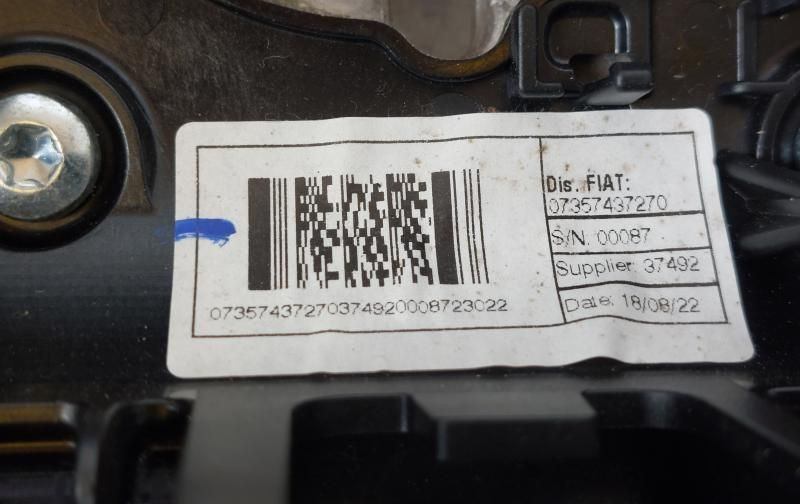 Dis. FIAT:
07357437270
S/N. 00087
Supplier: 37492
Date: 18/08/22
07357437270374920008723022